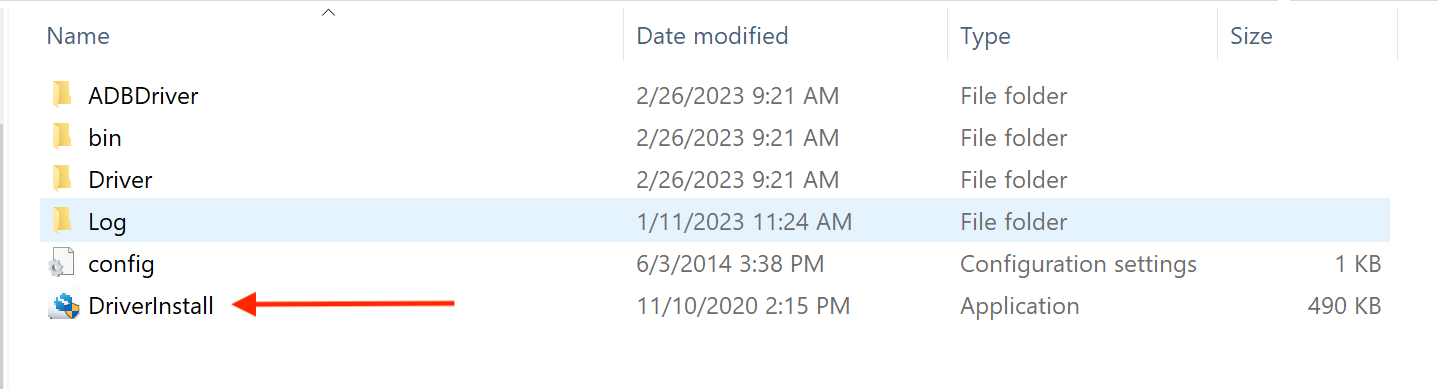 Name Date modified Type Size
ADBDriver 2/26/2023 9:21 AM File folder
bin 2/26/2023 9:21 AM File folder
Driver 2/26/2023 9:21 AM File folder
Log 1/11/2023 11:24 AM File folder
config 6/3/2014 3:38 PM Configuration settings 1 KB
DriverInstall 11/10/2020 2:15 PM Application 490 KB